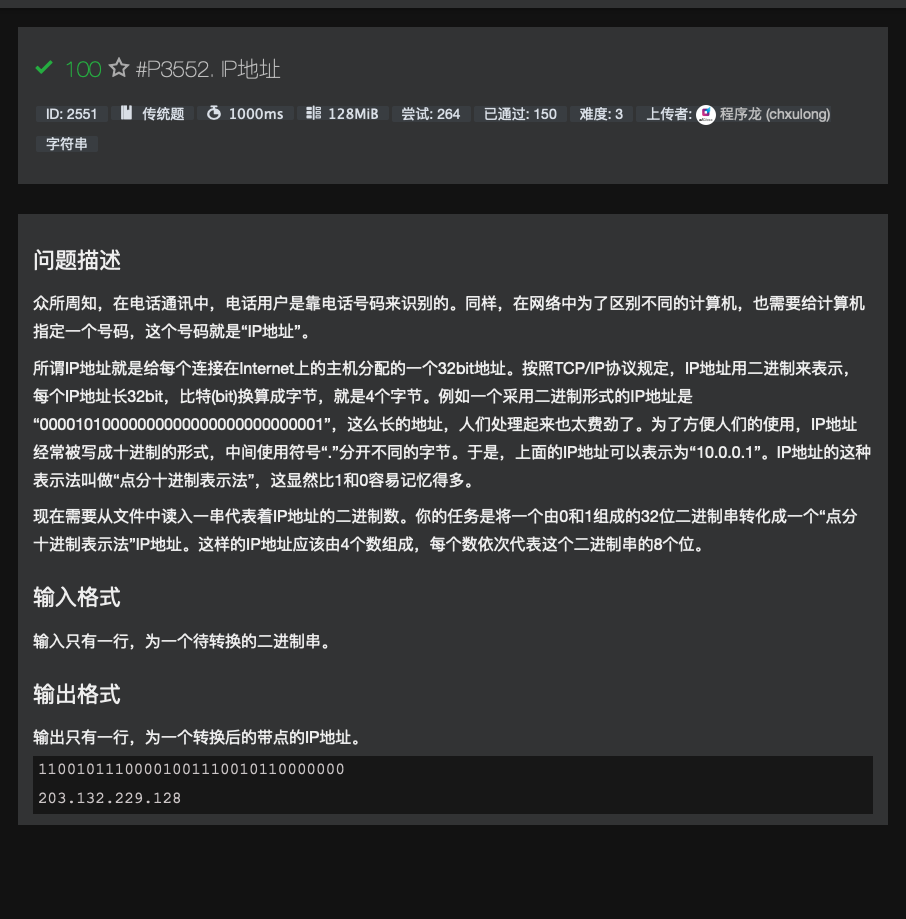 100 #P3552. IP地址
ID: 2551 传统题 1000ms 128MiB 尝试: 264 已通过: 150 难度: 3 上传者: 程序龙 (chxulong)
字符串
问题描述
众所周知，在电话通讯中，电话用户是靠电话号码来识别的。同样，在网络中为了区别不同的计算机，也需要给计算机
指定一个号码，这个号码就是“IP地址”。
所谓IP地址就是给每个连接在Internet上的主机分配的一个32bit地址。按照TCP/IP协议规定，IP地址用二进制来表示，
每个IP地址长32bit，比特(bit)换算成字节，就是4个字节。例如一个采用二进制形式的IP地址是
“00001010000000000000000000000001”，这么长的地址，人们处理起来也太费劲了。为了方便人们的使用，IP地址
经常被写成十进制的形式，中间使用符号“.”分开不同的字节。于是，上面的IP地址可以表示为“10.0.0.1”。IP地址的这种
表示法叫做“点分十进制表示法”，这显然比1和0容易记忆得多。
现在需要从文件中读入一串代表着IP地址的二进制数。你的任务是将一个由0和1组成的32位二进制串转化成一个“点分
十进制表示法”IP地址。这样的IP地址应该由4个数组成，每个数依次代表这个二进制串的8个位。
输入格式
输入只有一行，为一个待转换的二进制串。
输出格式
输出只有一行，为一个转换后的带点的IP地址。
11001011100001001110010110000000
203.132.229.128